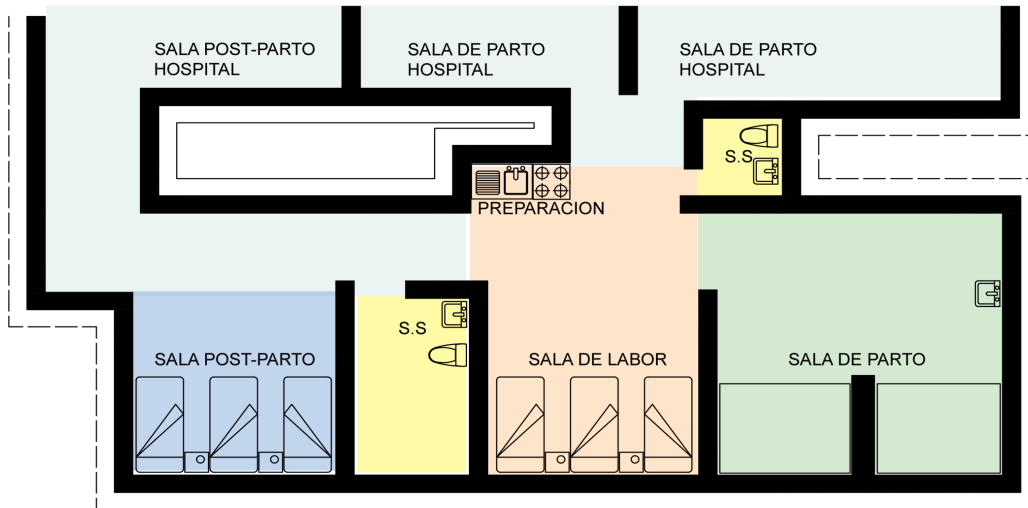 SALA POST-PARTO
HOSPITAL
SALA DE PARTO
HOSPITAL
SALA DE PARTO
HOSPITAL
S.S
PREPARACION
S.S
SALA POST-PARTO
SALA DE LABOR
SALA DE PARTO